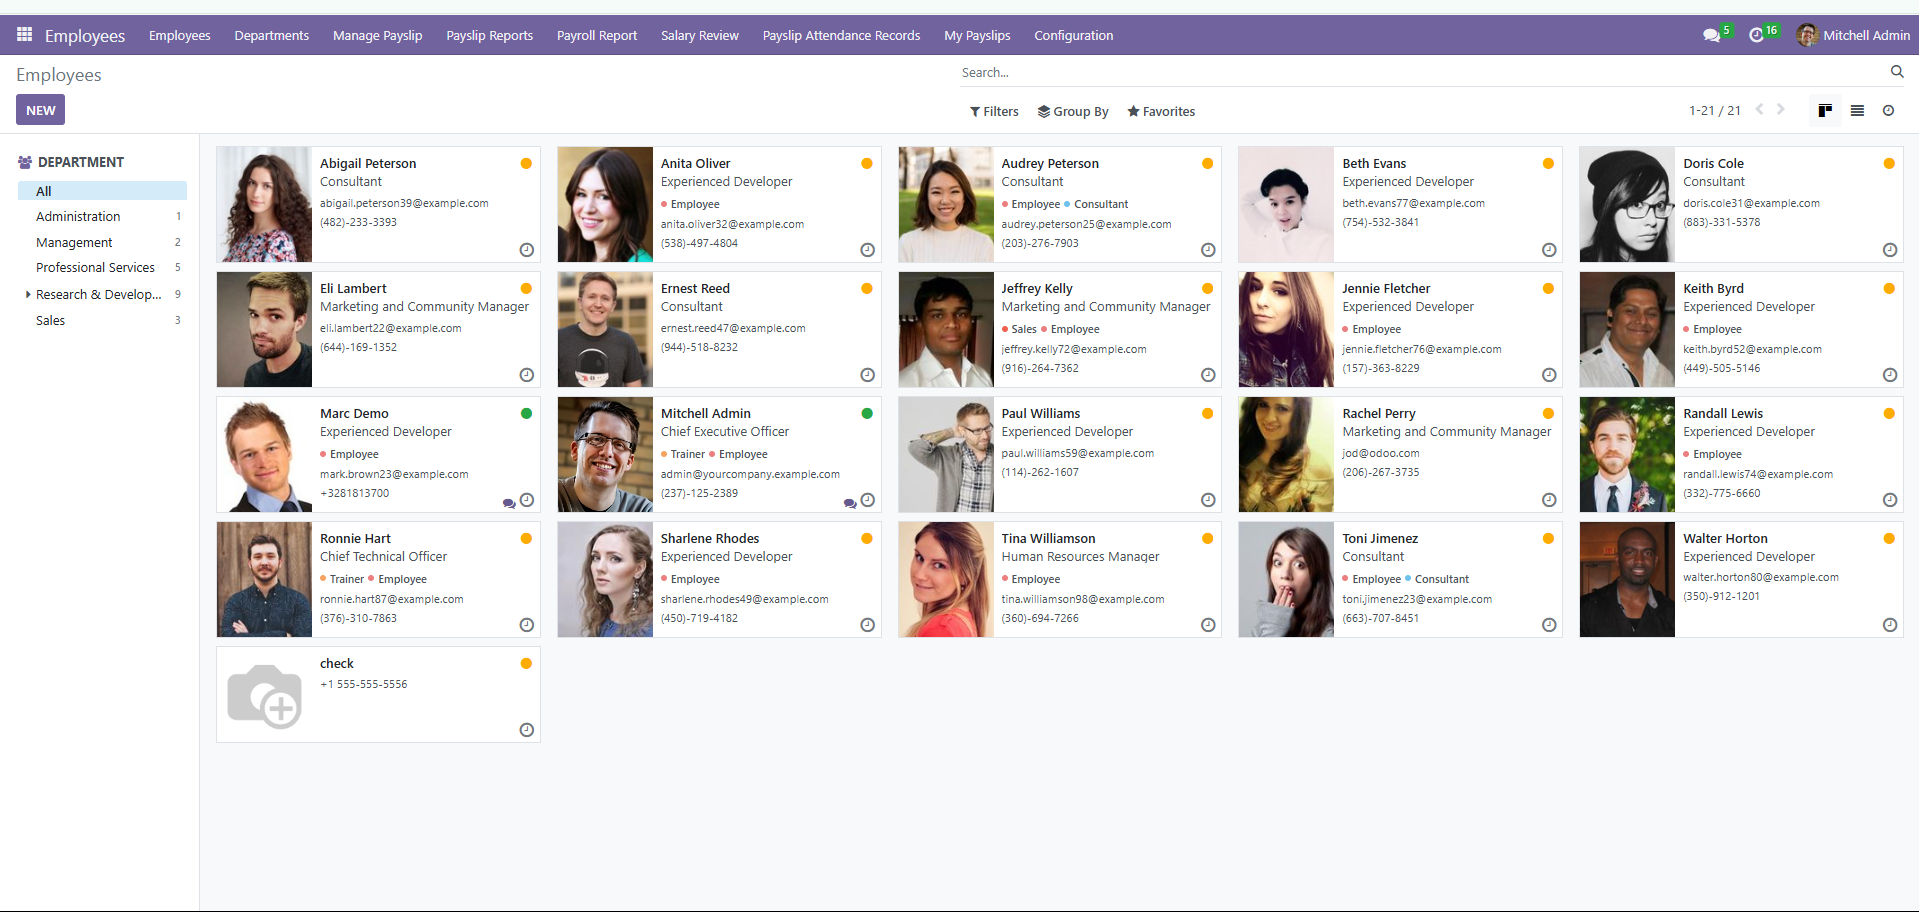 Employees Employees Departments Manage Payslip Payslip Reports Payroll Report Salary Review Payslip Attendance Records My Payslips Configuration 5 16 Mitchell Admin
Employees
Search...
NEW
Filters Group By Favorites
1-21 / 21
DEPARTMENT
All
Administration 1
Management 2
Professional Services 5
Research & Develop... 9
Sales 3
Abigail Peterson
Consultant
abigail.peterson39@example.com
(482)-233-3393
Anita Oliver
Experienced Developer
Employee
anita.oliver32@example.com
(538)-497-4804
Audrey Peterson
Consultant
Employee Consultant
audrey.peterson25@example.com
(203)-276-7903
Beth Evans
Experienced Developer
beth.evans77@example.com
(754)-532-3841
Doris Cole
Consultant
doris.cole31@example.com
(883)-331-5378
Eli Lambert
Marketing and Community Manager
eli.lambert22@example.com
(644)-169-1352
Ernest Reed
Consultant
ernest.reed47@example.com
(944)-518-8232
Jeffrey Kelly
Marketing and Community Manager
Sales Employee
jeffrey.kelly72@example.com
(916)-264-7362
Jennie Fletcher
Experienced Developer
Employee
jennie.fletcher76@example.com
(157)-363-8229
Keith Byrd
Experienced Developer
Employee
keith.byrd52@example.com
(449)-505-5146
Marc Demo
Experienced Developer
Employee
mark.brown23@example.com
+3281813700
Mitchell Admin
Chief Executive Officer
Trainer Employee
admin@yourcompany.example.com
(237)-125-2389
Paul Williams
Experienced Developer
paul.williams59@example.com
(114)-262-1607
Rachel Perry
Marketing and Community Manager
jod@odoo.com
(206)-267-3735
Randall Lewis
Experienced Developer
Employee
randall.lewis74@example.com
(332)-775-6660
Ronnie Hart
Chief Technical Officer
Trainer Employee
ronnie.hart87@example.com
(376)-310-7863
Sharlene Rhodes
Experienced Developer
Employee
sharlene.rhodes49@example.com
(450)-719-4182
Tina Williamson
Human Resources Manager
Employee
tina.williamson98@example.com
(360)-694-7266
Toni Jimenez
Consultant
Employee Consultant
toni.jimenez23@example.com
(663)-707-8451
Walter Horton
Experienced Developer
walter.horton80@example.com
(350)-912-1201
check
+1 555-555-5556